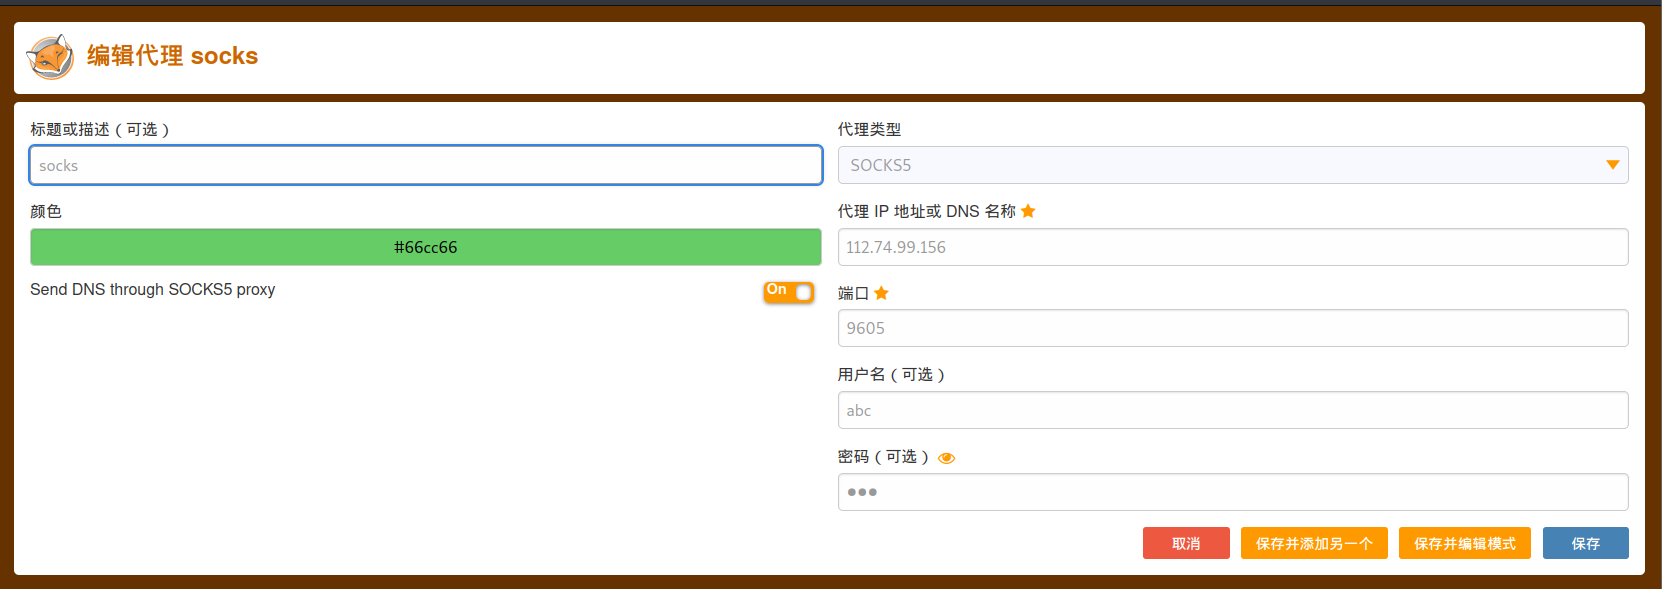 编辑代理 socks
标题或描述（可选）
socks
颜色
#66cc66
Send DNS through SOCKS5 proxy
On
代理类型
SOCKS5
代理 IP 地址或 DNS 名称
112.74.99.156
端口
9605
用户名（可选）
abc
密码（可选）
●●●
取消
保存并添加另一个
保存并编辑模式
保存